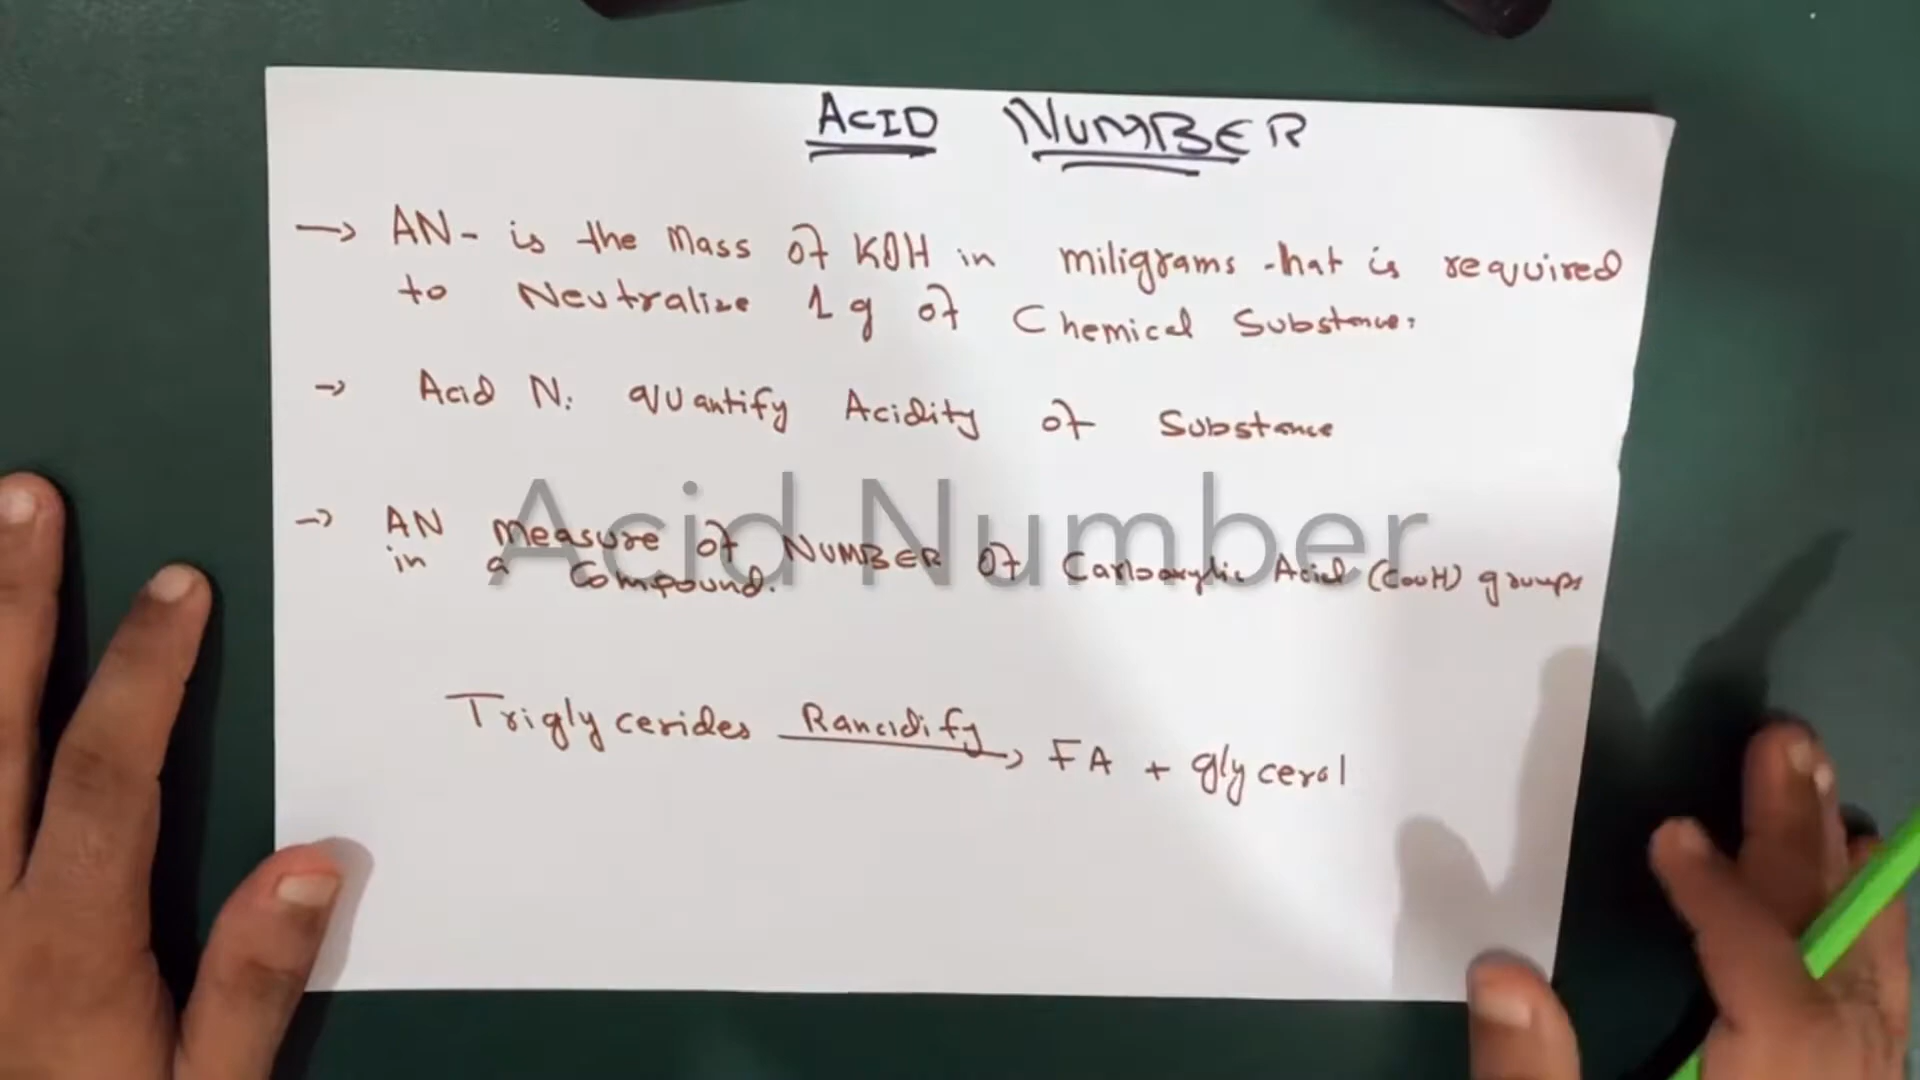 ACID NUMBER
→ AN - is the Mass of KOH in miligrams that is required
to Neutralize 1g of Chemical Substance.
→ Acid N: quantify Acidity of Substance
Acid Number
→ AN Measure of NUMBER of Carboxylic Acid (COOH) groups
in a Compound.
Triglycerides Rancidify → FA + glycerol